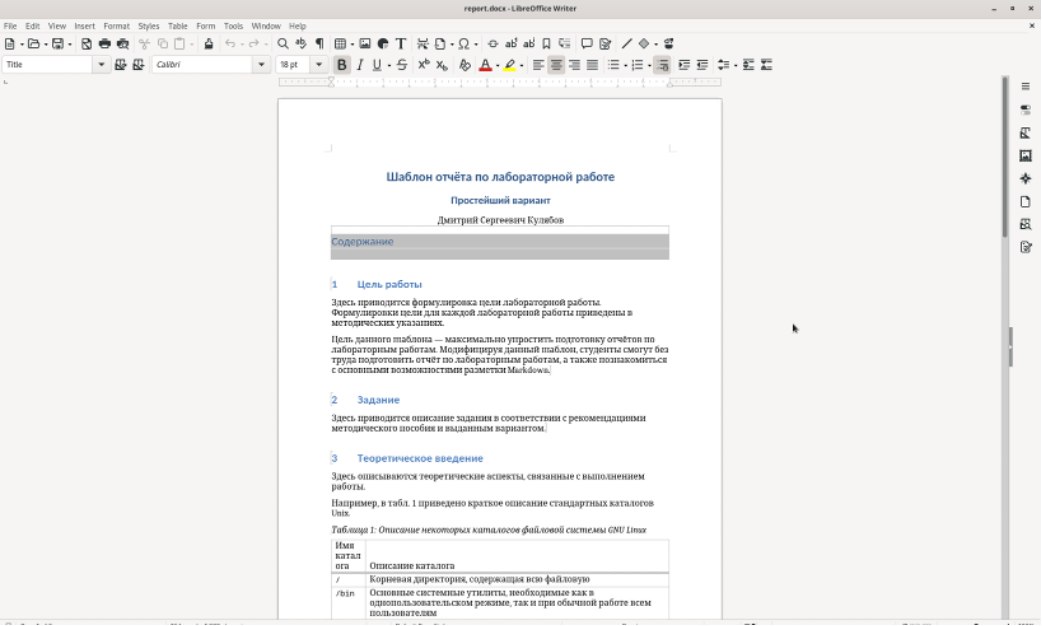 report.docx - LibreOffice Writer
File Edit View Insert Format Styles Table Form Tools Window Help
Title
Calibri
18 pt
Шаблон отчёта по лабораторной работе
Простейший вариант
Дмитрий Сергеевич Кулябов
Содержание
1 Цель работы
Здесь приводится формулировка цели лабораторной работы.
Формулировки цели для каждой лабораторной работы приведены в
методических указаниях.
Цель данного шаблона — максимально упростить подготовку отчётов по
лабораторным работам. Модифицируя данный шаблон, студенты смогут без
труда подготовить отчёт по лабораторным работам, а также познакомиться
с основными возможностями разметки Markdown.
2 Задание
Здесь приводится описание задания в соответствии с рекомендациями
методического пособия и выданным вариантом.
3 Теоретическое введение
Здесь описываются теоретические аспекты, связанные с выполнением
работы.
Например, в табл. 1 приведено краткое описание стандартных каталогов
Unix.
Таблица 1: Описание некоторых каталогов файловой системы GNU Linux
Имя
катал
ога Описание каталога
/ Корневая директория, содержащая всю файловую
/bin Основные системные утилиты, необходимые как в
однопользовательском режиме, так и при обычной работе всем
пользователям